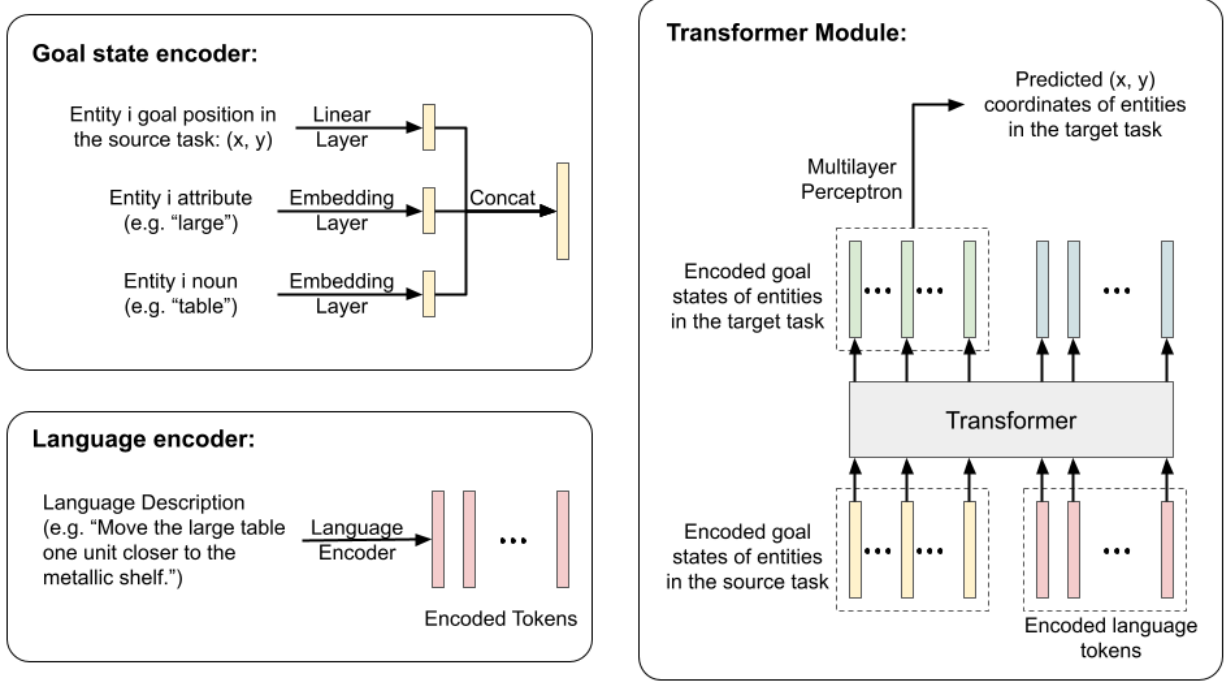 Goal state encoder:
Entity i goal position in
the source task: (x, y)
Linear
Layer
Entity i attribute
(e.g. “large”)
Embedding
Layer
Concat
Entity i noun
(e.g. “table”)
Embedding
Layer
Language encoder:
Language Description
(e.g. “Move the large table
one unit closer to the
metallic shelf.”)
Language
Encoder
Encoded Tokens
Transformer Module:
Predicted (x, y)
coordinates of entities
in the target task
Multilayer
Perceptron
Encoded goal
states of entities
in the target task
Transformer
Encoded goal
states of entities
in the source task
Encoded language
tokens